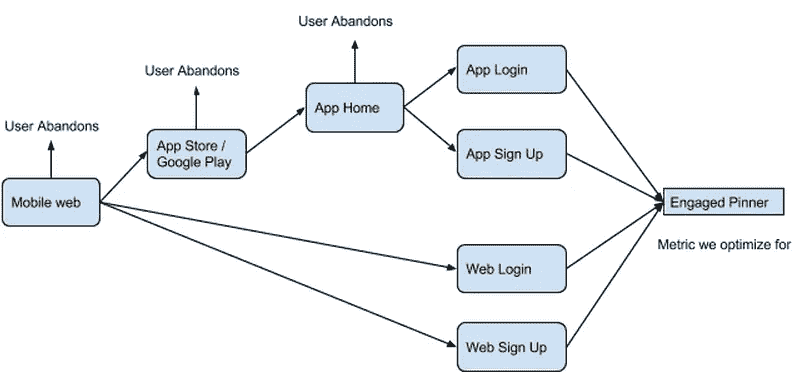 User Abandons
User Abandons
User Abandons
App Login
App Home
App Store /
Google Play
App Sign Up
Mobile web
Engaged Pinner
Metric we optimize for
Web Login
Web Sign Up